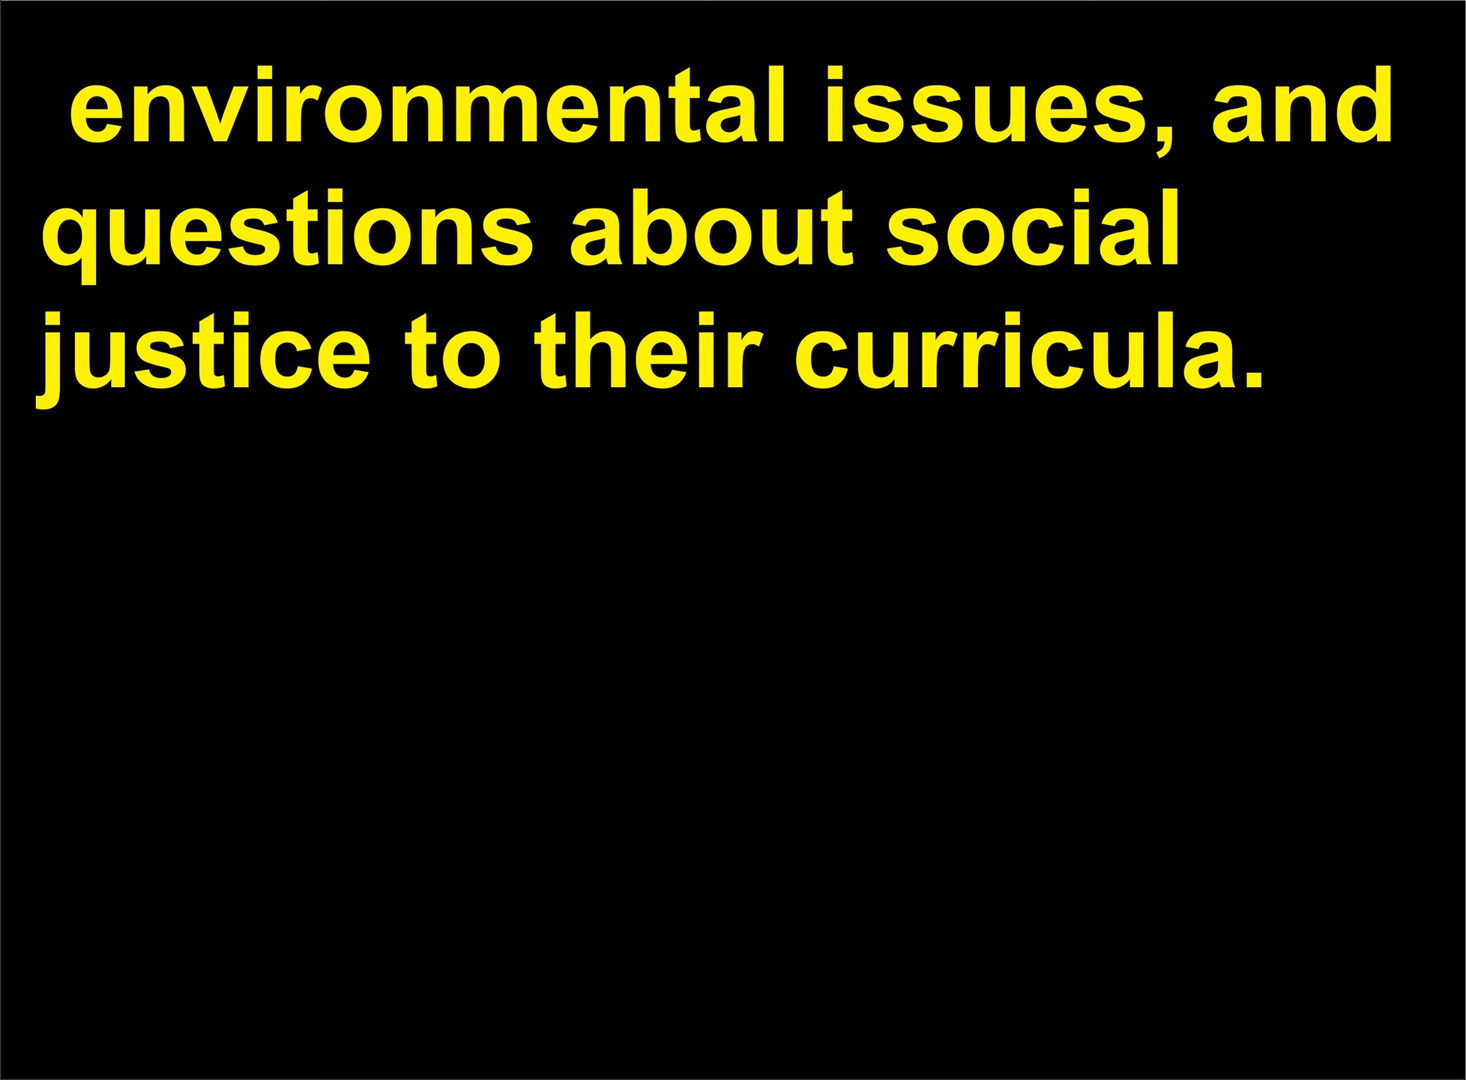 environmental issues, and
questions about social
justice to their curricula.